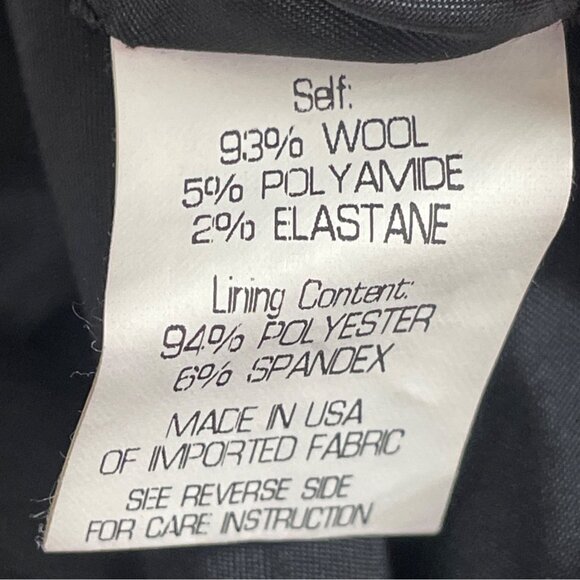 Self:
93% WOOL
5% POLYAMIDE
2% ELASTANE
Lining Content:
94% POLYESTER
6% SPANDEX
MADE IN USA
OF IMPORTED FABRIC
SEE REVERSE SIDE
FOR CARE INSTRUCTION